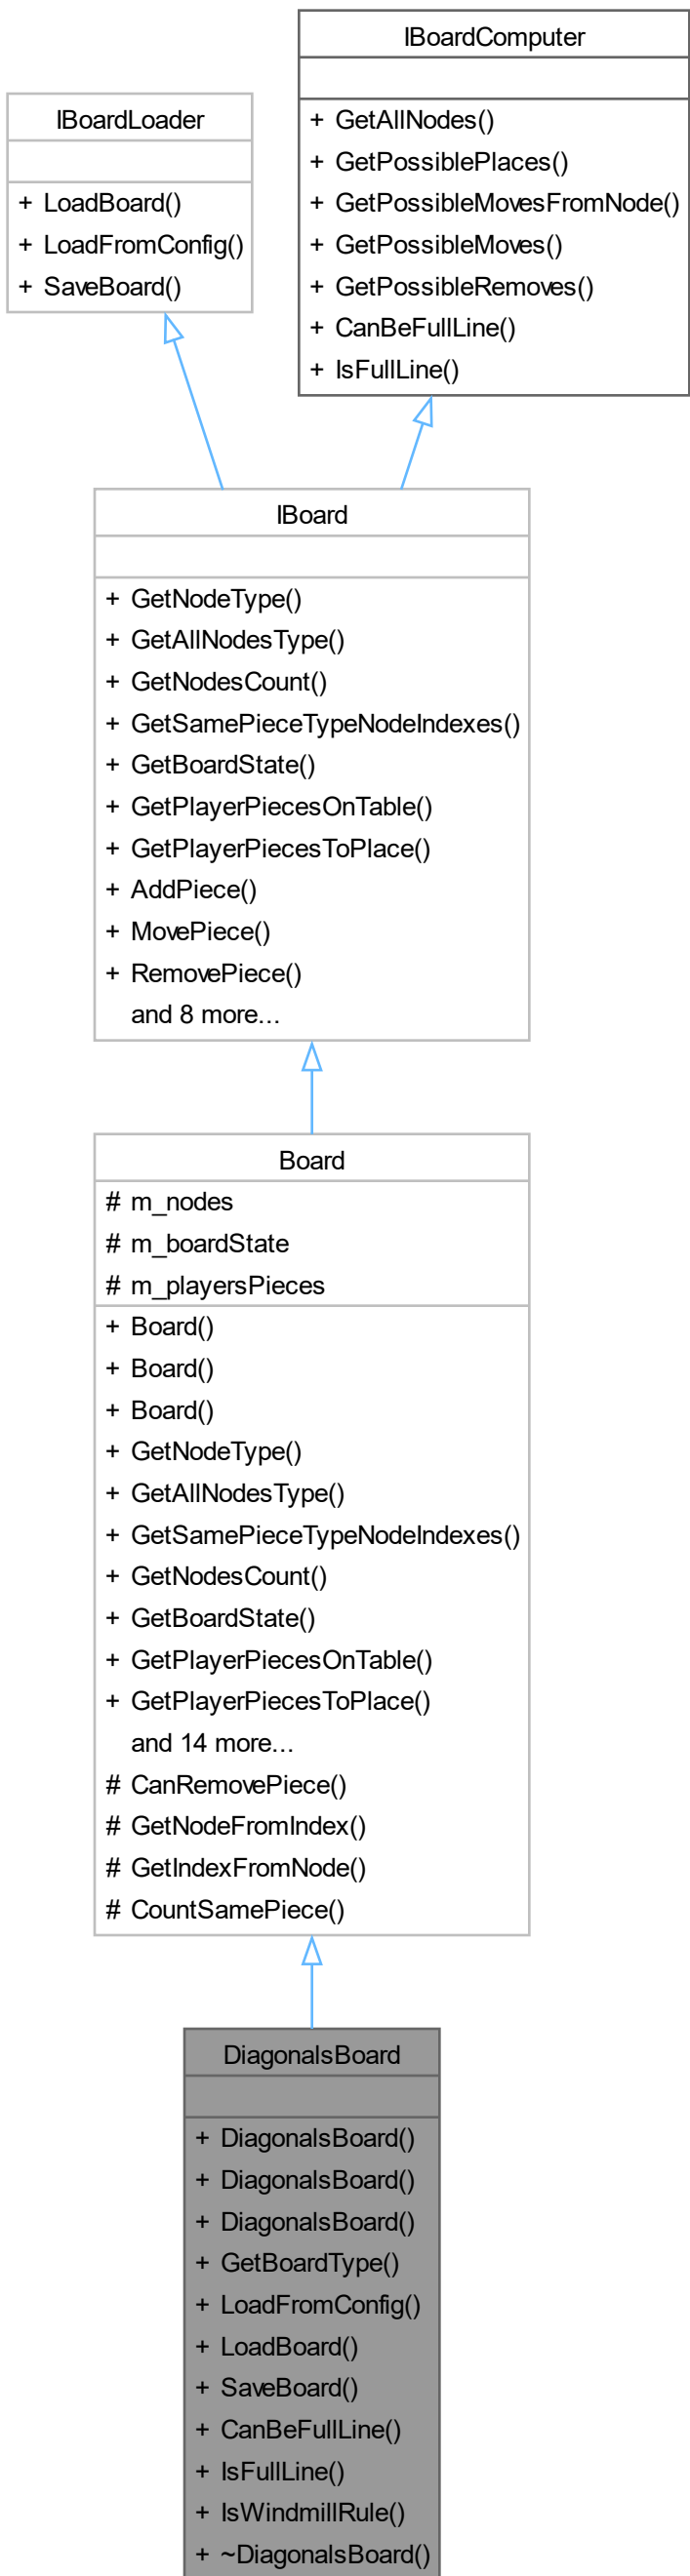 IBoardComputer
+ GetAllNodes()
+ GetPossiblePlaces()
+ GetPossibleMovesFromNode()
+ GetPossibleMoves()
+ GetPossibleRemoves()
+ CanBeFullLine()
+ IsFullLine()
IBoardLoader
+ LoadBoard()
+ LoadFromConfig()
+ SaveBoard()
IBoard
+ GetNodeType()
+ GetAllNodesType()
+ GetNodesCount()
+ GetSamePieceTypeNodeIndexes()
+ GetBoardState()
+ GetPlayerPiecesOnTable()
+ GetPlayerPiecesToPlace()
+ AddPiece()
+ MovePiece()
+ RemovePiece()
and 8 more...
Board
# m_nodes
# m_boardState
# m_playersPieces
+ Board()
+ Board()
+ Board()
+ GetNodeType()
+ GetAllNodesType()
+ GetSamePieceTypeNodeIndexes()
+ GetNodesCount()
+ GetBoardState()
+ GetPlayerPiecesOnTable()
+ GetPlayerPiecesToPlace()
and 14 more...
# CanRemovePiece()
# GetNodeFromIndex()
# GetIndexFromNode()
# CountSamePiece()
DiagonalsBoard
+ DiagonalsBoard()
+ DiagonalsBoard()
+ DiagonalsBoard()
+ GetBoardType()
+ LoadFromConfig()
+ LoadBoard()
+ SaveBoard()
+ CanBeFullLine()
+ IsFullLine()
+ IsWindmillRule()
+ ~DiagonalsBoard()